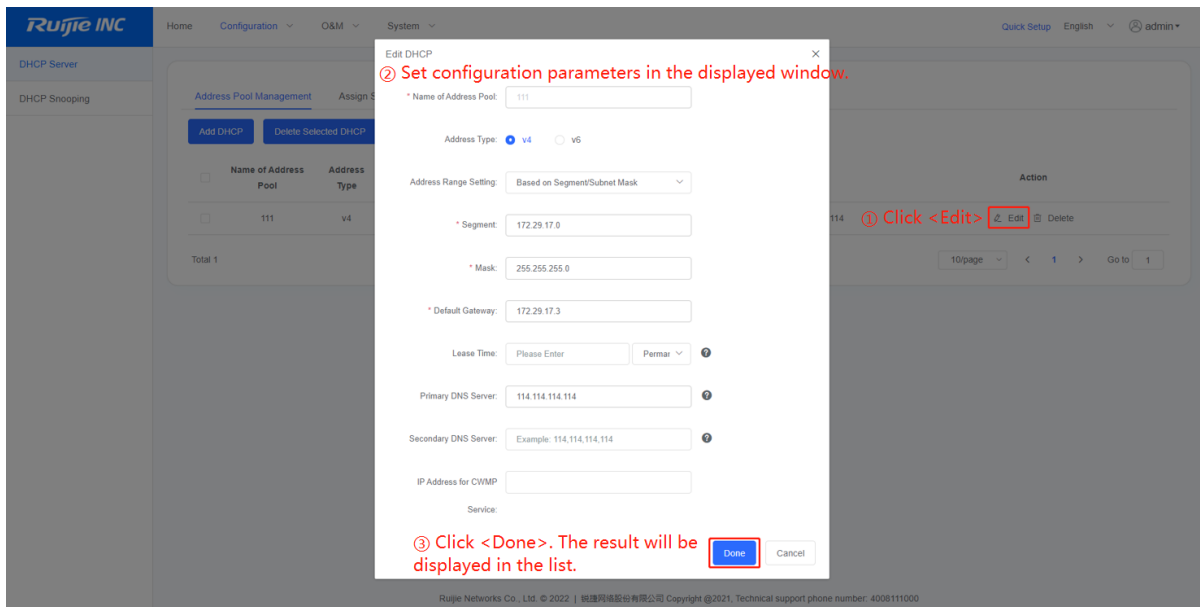 Ruijie INC
Home Configuration O&M System Quick Setup English admin
DHCP Server
DHCP Snooping
Address Pool Management Assign S
Add DHCP Delete Selected DHCP
Name of Address Pool Address Type Action
111 v4 114 ① Click <Edit> Edit Delete
Total 1 10/page < 1 > Go to 1
Edit DHCP ×
② Set configuration parameters in the displayed window.
* Name of Address Pool: 111
Address Type: v4 v6
Address Range Setting: Based on Segment/Subnet Mask
* Segment: 172.29.17.0
* Mask: 255.255.255.0
* Default Gateway: 172.29.17.3
Lease Time: Please Enter Permar
Primary DNS Server: 114.114.114.114
Secondary DNS Server: Example: 114,114,114,114
IP Address for CWMP
Service:
③ Click <Done>. The result will be
displayed in the list.
Done Cancel
Ruijie Networks Co., Ltd. © 2022 | 锐捷网络股份有限公司 Copyright @2021, Technical support phone number: 4008111000